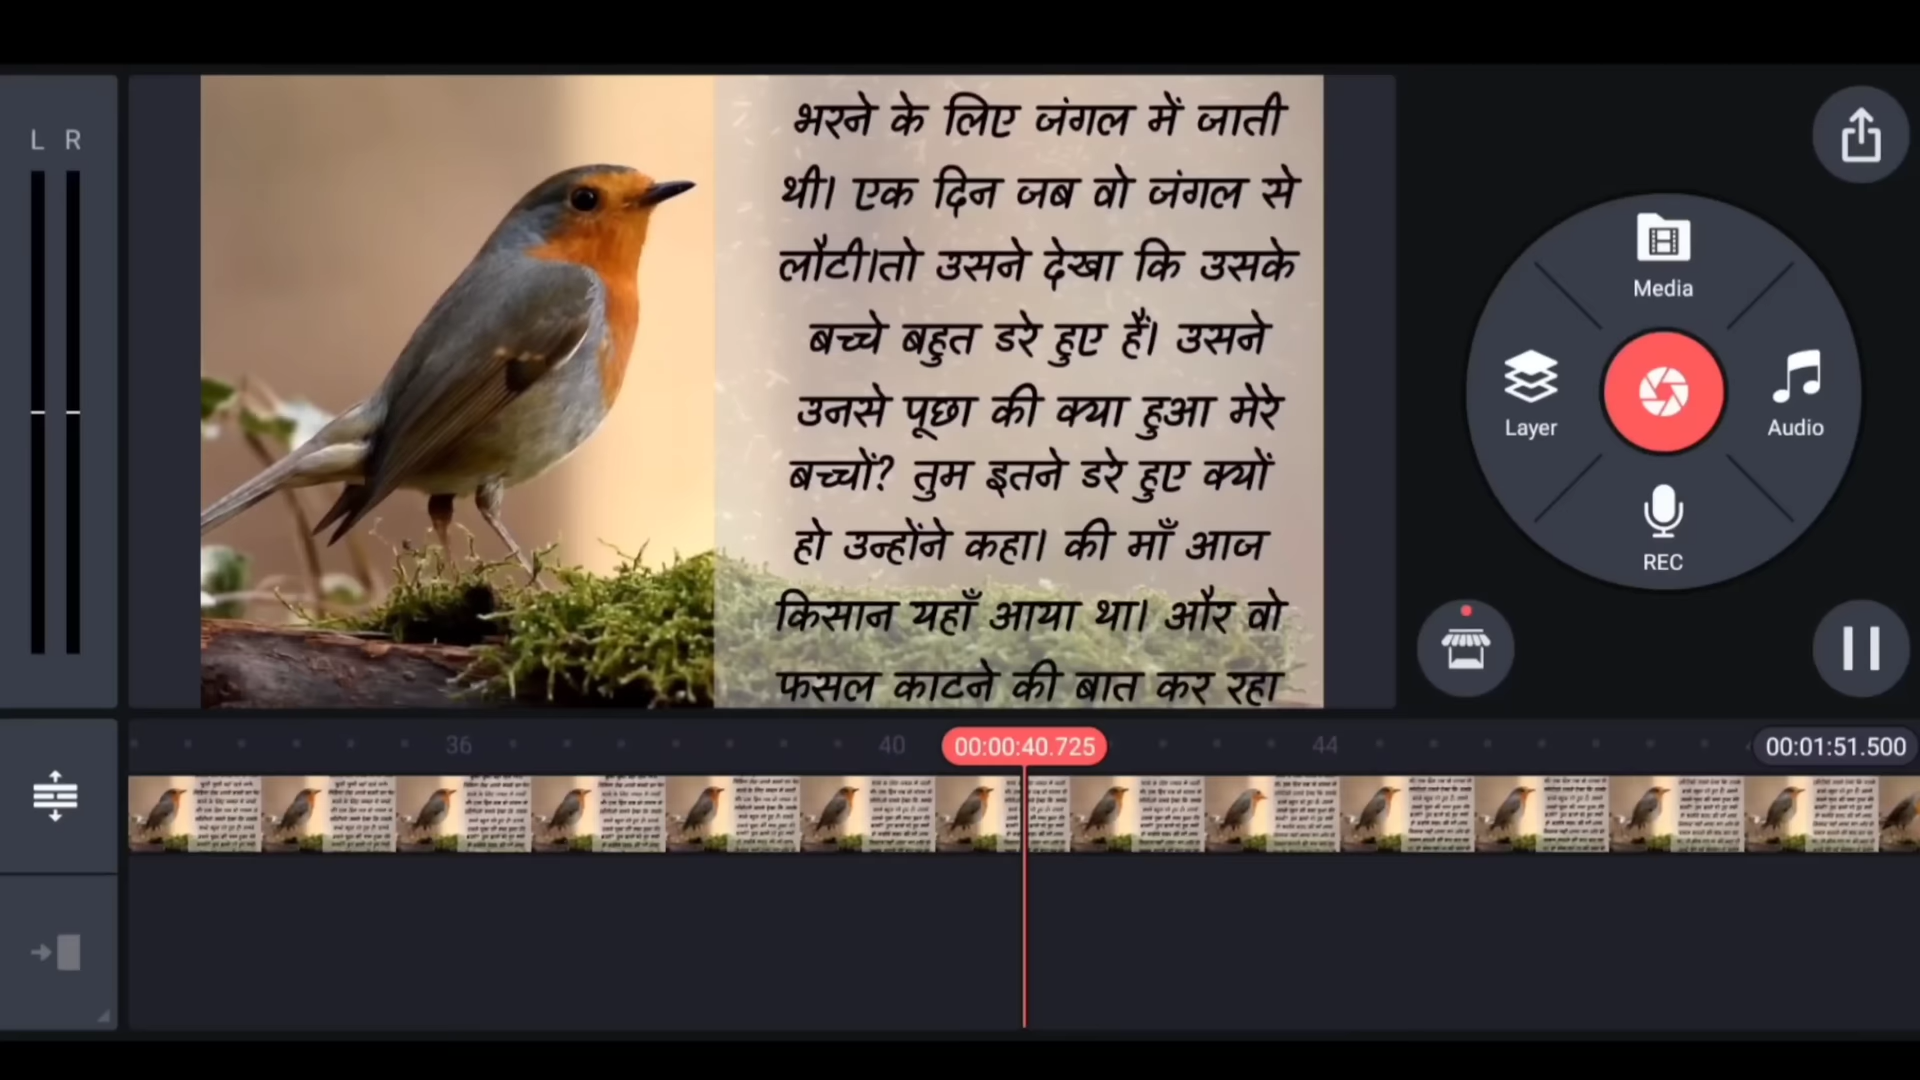 L R
भरने के लिए जंगल में जाती
थी। एक दिन जब वो जंगल से
लौटी।तो उसने देखा कि उसके
बच्चे बहुत डरे हुए हैं। उसने
उनसे पूछा की क्या हुआ मेरे
बच्चों? तुम इतने डरे हुए क्यों
हो उन्होंने कहा। की माँ आज
किसान यहाँ आया था। और वो
फसल काटने की बात कर रहा
Media
Layer
Audio
REC
36
40
00:00:40.725
44
00:01:51.500